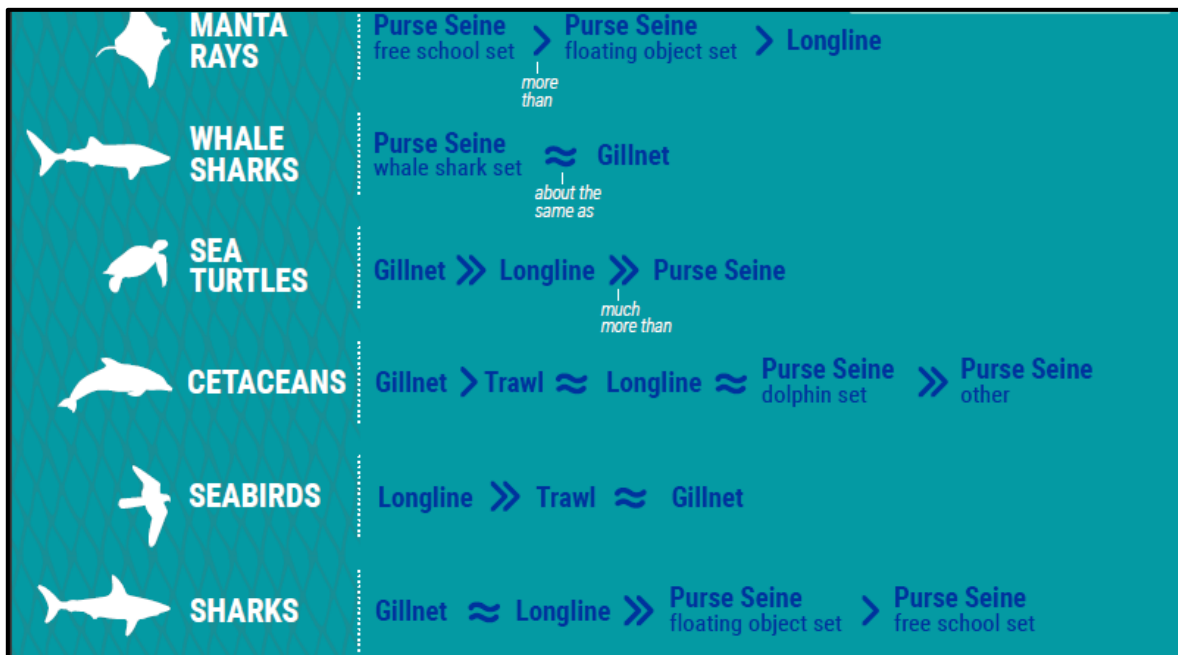 MANTA
RAYS
Purse Seine
free school set
>
more
than
Purse Seine
floating object set
>
Longline
WHALE
SHARKS
Purse Seine
whale shark set
≈
about the
same as
Gillnet
SEA
TURTLES
Gillnet >> Longline >> Purse Seine
much
more than
CETACEANS
Gillnet > Trawl ≈ Longline ≈
Purse Seine
dolphin set
>>
Purse Seine
other
SEABIRDS
Longline >> Trawl ≈ Gillnet
SHARKS
Gillnet ≈ Longline >>
Purse Seine
floating object set
>
Purse Seine
free school set